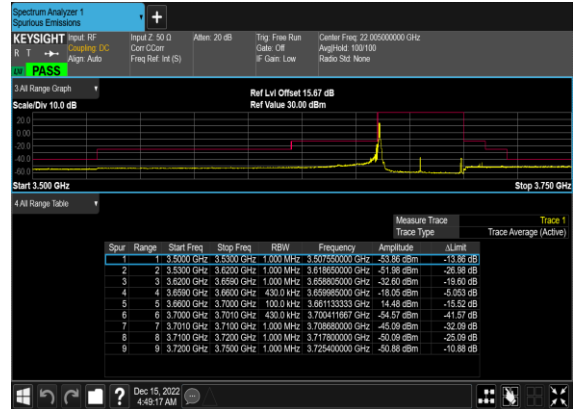 Spectrum Analyzer 1
Spurious Emissions
KEYSIGHT Input: RF Input Z: 50 Ω Atten: 20 dB Trig: Free Run Center Freq: 22.005000000 GHz
R T Coupling: DC Corr CCorr Gate: Off Avg|Hold: 100/100
Align: Auto Freq Ref: Int (S) IF Gain: Low Radio Std: None
PASS
3 All Range Graph
Ref Lvl Offset 15.67 dB
Scale/Div 10.0 dB Ref Value 30.00 dBm
20.0
0.00
-20.0
-40.0
-60.0
Start 3.500 GHz Stop 3.750 GHz
4 All Range Table
Measure Trace Trace 1
Trace Type Trace Average (Active)
Spur Range Start Freq Stop Freq RBW Frequency Amplitude ΔLimit
1 1 3.5000 GHz 3.5300 GHz 1.000 MHz 3.507550000 GHz -53.86 dBm -13.86 dB
2 2 3.5300 GHz 3.6200 GHz 1.000 MHz 3.618650000 GHz -51.98 dBm -26.98 dB
3 3 3.6200 GHz 3.6590 GHz 1.000 MHz 3.658805000 GHz -32.60 dBm -19.60 dB
4 4 3.6590 GHz 3.6600 GHz 430.0 kHz 3.659985000 GHz -18.05 dBm -5.053 dB
5 5 3.6600 GHz 3.7000 GHz 100.0 kHz 3.661133333 GHz 14.48 dBm -15.52 dB
6 6 3.7000 GHz 3.7010 GHz 430.0 kHz 3.700411667 GHz -54.57 dBm -41.57 dB
7 7 3.7010 GHz 3.7100 GHz 1.000 MHz 3.708680000 GHz -45.09 dBm -32.09 dB
8 8 3.7100 GHz 3.7200 GHz 1.000 MHz 3.717800000 GHz -50.09 dBm -25.09 dB
9 9 3.7200 GHz 3.7500 GHz 1.000 MHz 3.725400000 GHz -50.88 dBm -10.88 dB
? Dec 15, 2022
4:49:17 AM